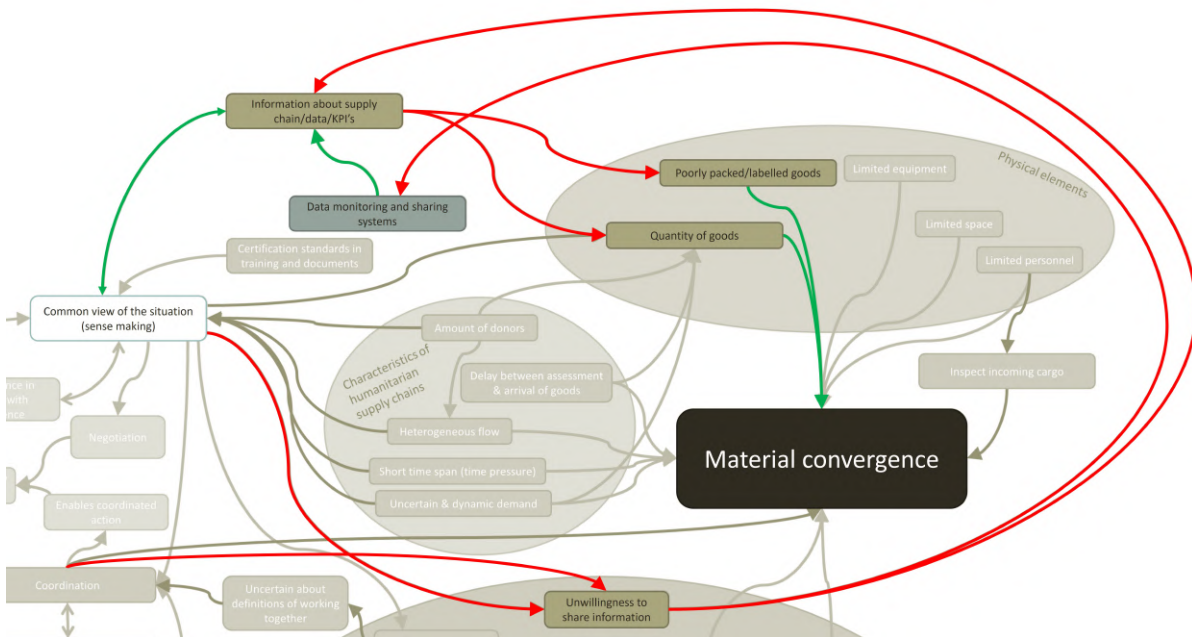 Information about supply
chain/data/KPI's
Physical elements
Poorly packed/labelled goods
Limited equipment
Data monitoring and sharing
systems
Limited space
Quantity of goods
Certification standards in
training and documents
Limited personnel
Common view of the situation
(sense making)
Amount of donors
Characteristics of
humanitarian
supply chains
Delay between assessment
& arrival of goods
Inspect incoming cargo
nce in
with
nce
Negotiation
Heterogeneous flow
Material convergence
Short time span (time pressure)
Uncertain & dynamic demand
Enables coordinated
action
Coordination
Uncertain about
definitions of working
together
Unwillingness to
share information